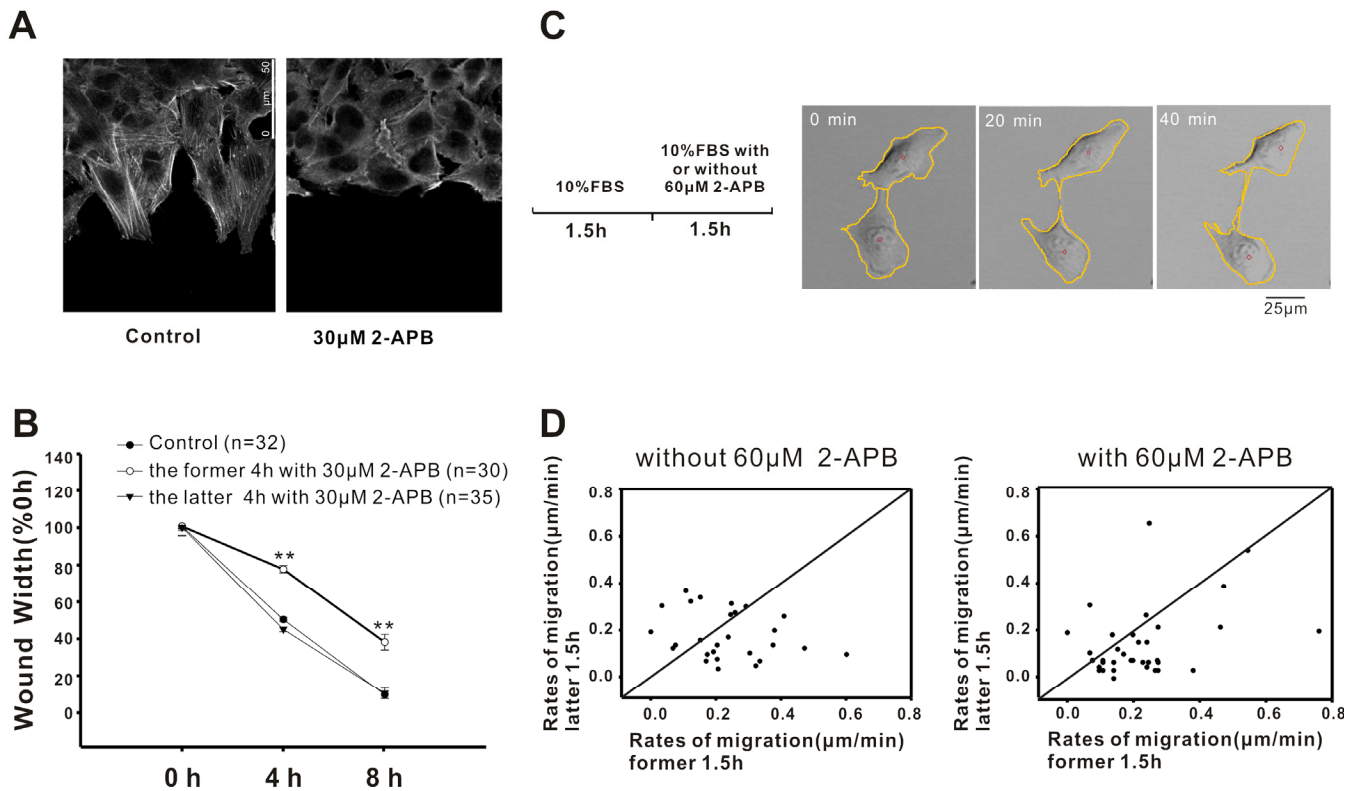 A
50
µm
0
Control
30µM 2-APB
C
10%FBS
10%FBS with
or without
60µM 2-APB
1.5h
1.5h
0 min
20 min
40 min
25µm
B
Control (n=32)
the former 4h with 30µM 2-APB (n=30)
the latter 4h with 30µM 2-APB (n=35)
Wound Width(%0h)
140
120
100
80
60
40
20
0
**
**
0 h
4 h
8 h
D
without 60µM 2-APB
Rates of migration(µm/min)
latter 1.5h
0.8
0.6
0.4
0.2
0.0
0.0
0.2
0.4
0.6
0.8
Rates of migration(µm/min)
former 1.5h
with 60µM 2-APB
Rates of migration(µm/min)
latter 1.5h
0.8
0.6
0.4
0.2
0.0
0.0
0.2
0.4
0.6
0.8
Rates of migration(µm/min)
former 1.5h